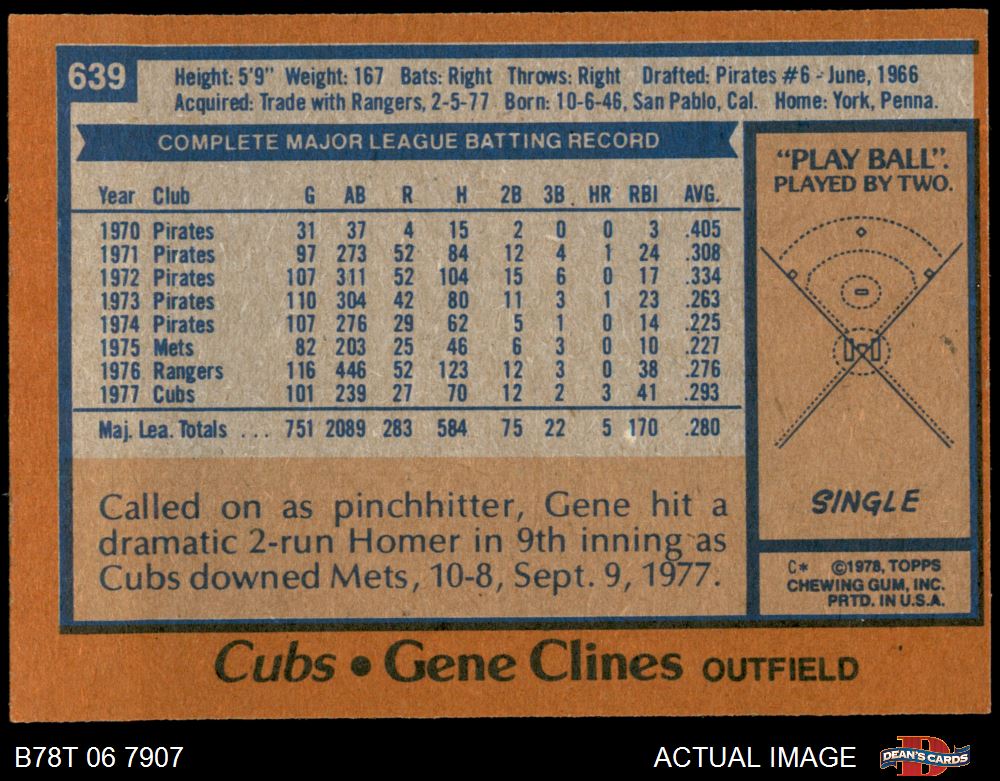 639
Height: 5'9" Weight: 167 Bats: Right Throws: Right Drafted: Pirates #6 - June, 1966
Acquired: Trade with Rangers, 2-5-77 Born: 10-6-46, San Pablo, Cal. Home: York, Penna.
COMPLETE MAJOR LEAGUE BATTING RECORD
Year Club G AB R H 2B 3B HR RBI AVG.
1970 Pirates 31 37 4 15 2 0 0 3 .405
1971 Pirates 97 273 52 84 12 4 1 24 .308
1972 Pirates 107 311 52 104 15 6 0 17 .334
1973 Pirates 110 304 42 80 11 3 1 23 .263
1974 Pirates 107 276 29 62 5 1 0 14 .225
1975 Mets 82 203 25 46 6 3 0 10 .227
1976 Rangers 116 446 52 123 12 3 0 38 .276
1977 Cubs 101 239 27 70 12 2 3 41 .293
Maj. Lea. Totals ... 751 2089 283 584 75 22 5 170 .280
Called on as pinchhitter, Gene hit a
dramatic 2-run Homer in 9th inning as
Cubs downed Mets, 10-8, Sept. 9, 1977.
"PLAY BALL".
PLAYED BY TWO.
SINGLE
C* ©1978, TOPPS
CHEWING GUM, INC.
PRTD. IN U.S.A.
Cubs • Gene Clines OUTFIELD
B78T 06 7907
ACTUAL IMAGE
D
DEAN'S CARDS